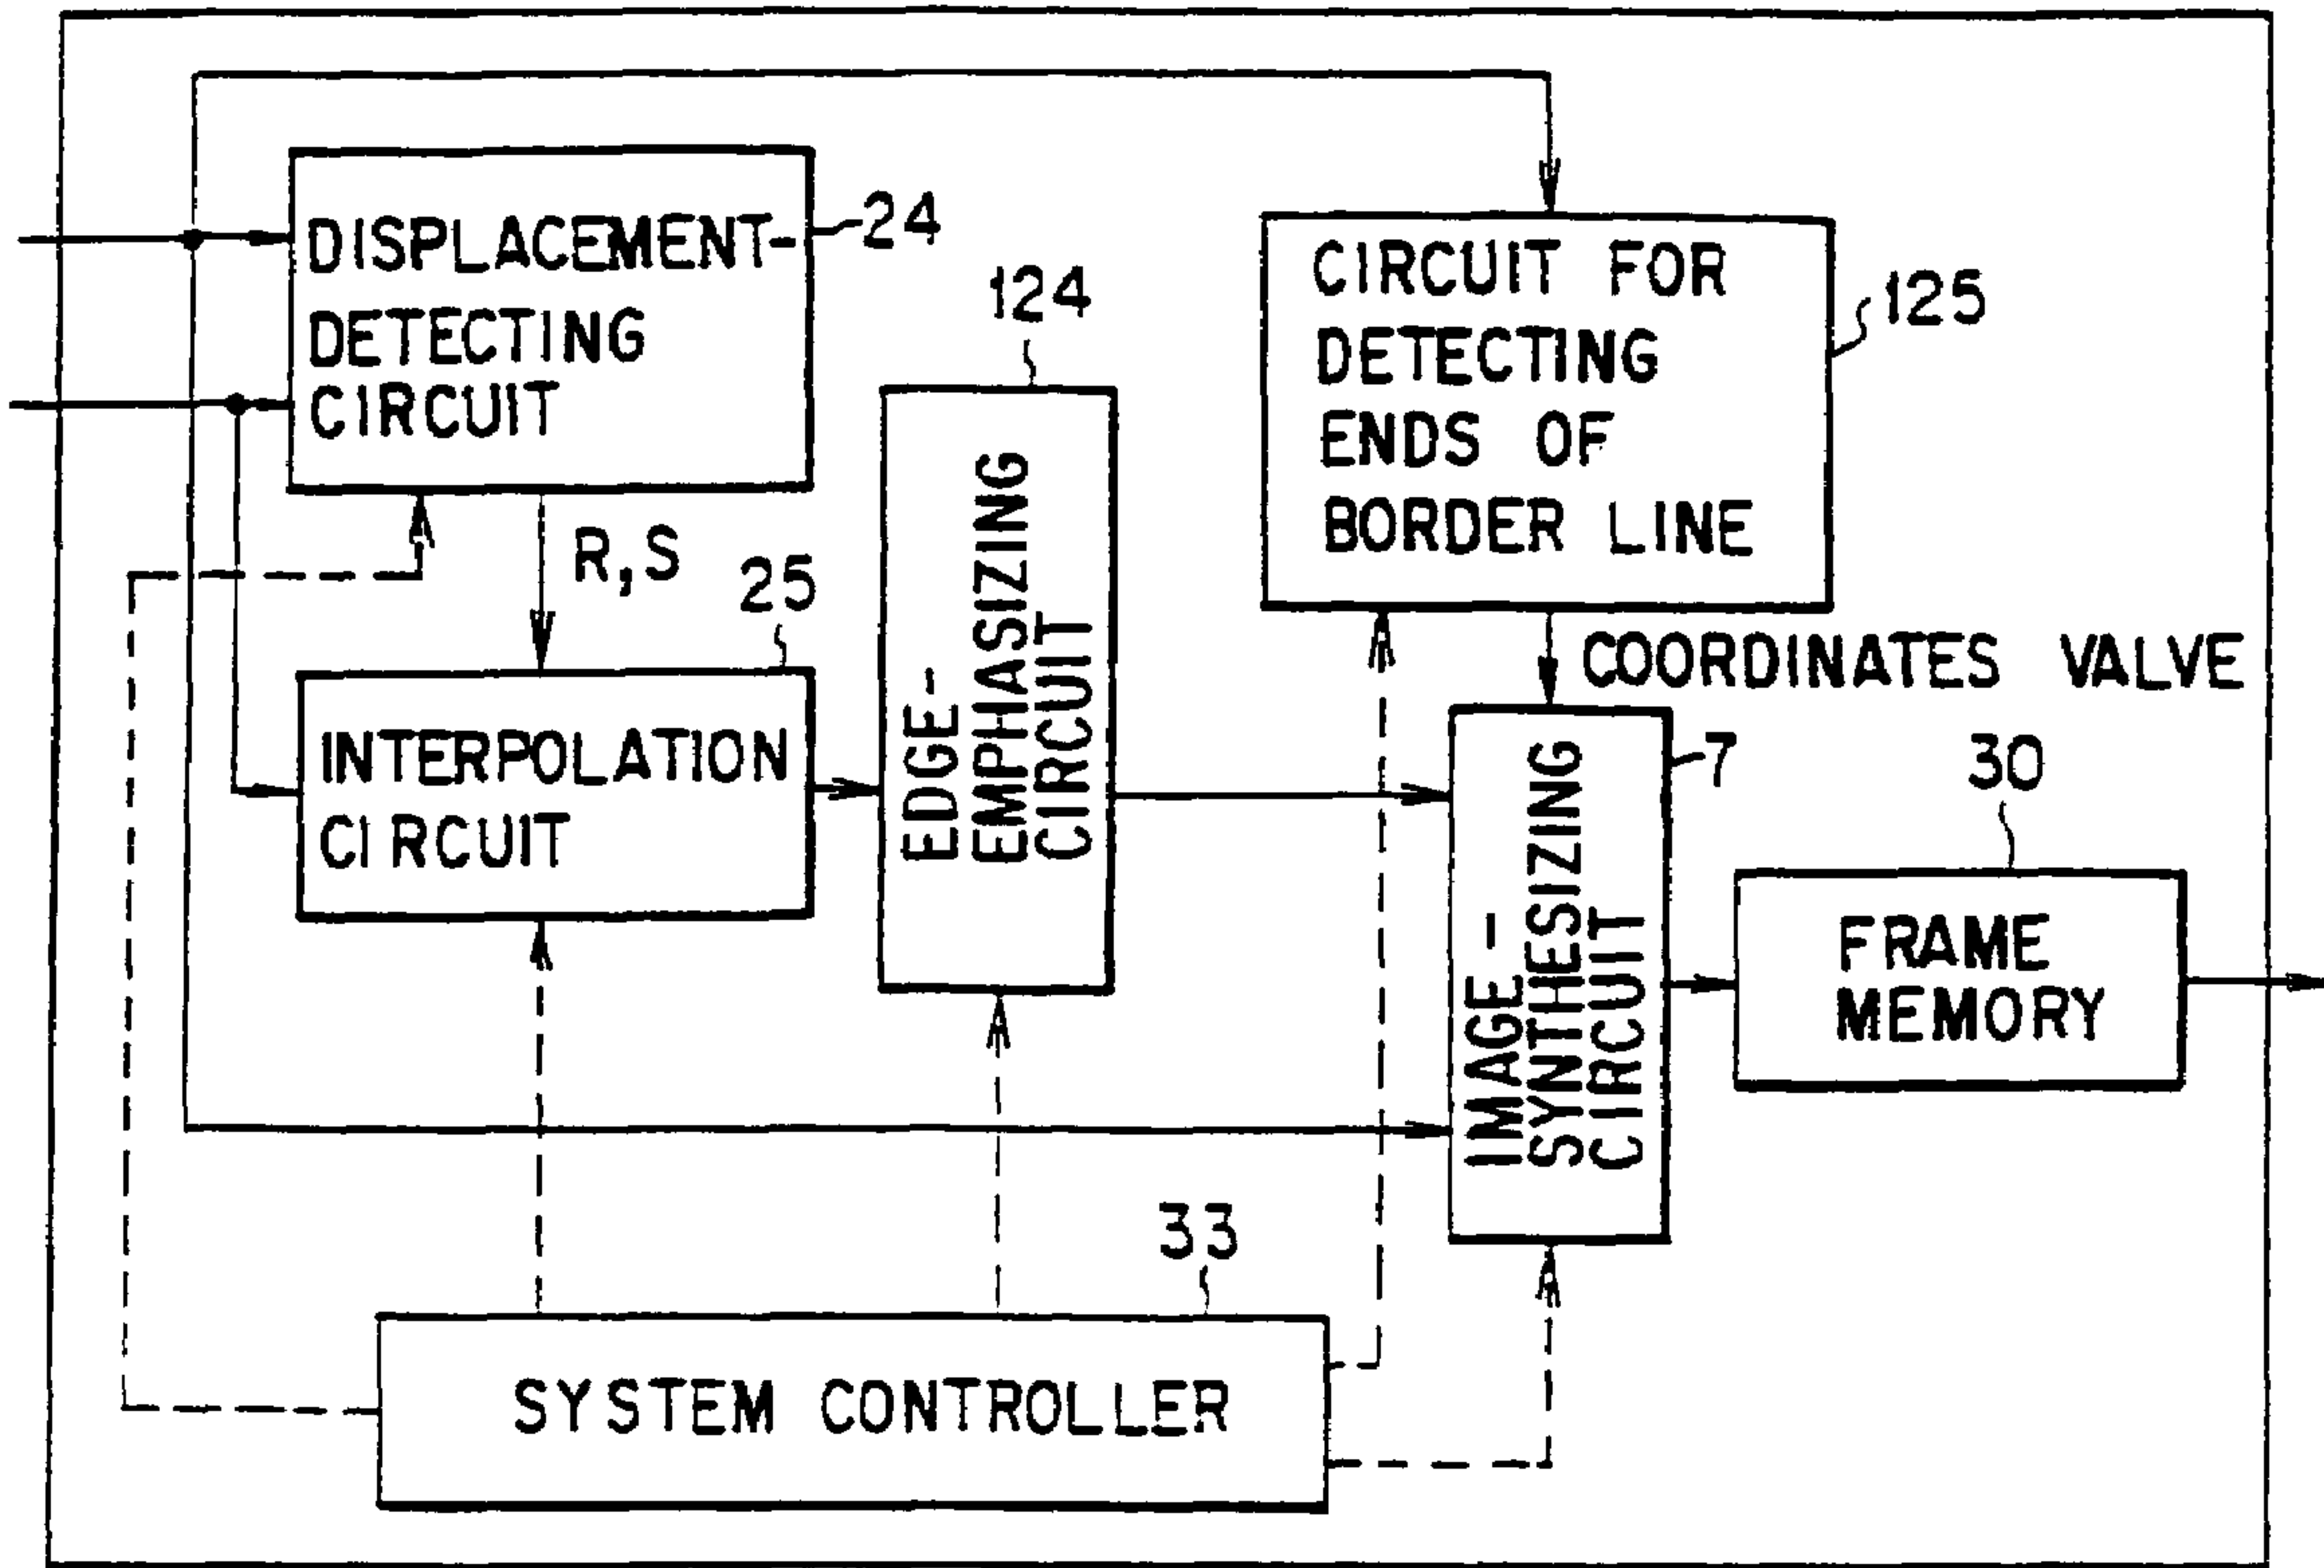 DISPLACEMENT-
DETECTING
CIRCUIT
24
R,S
25
INTERPOLATION
CIRCUIT
124
EDGE-
EMPHASIZING
CIRCUIT
CIRCUIT FOR
DETECTING
ENDS OF
BORDER LINE
125
COORDINATES VALVE
7
IMAGE-
SYNTHESIZING
CIRCUIT
30
FRAME
MEMORY
33
SYSTEM CONTROLLER